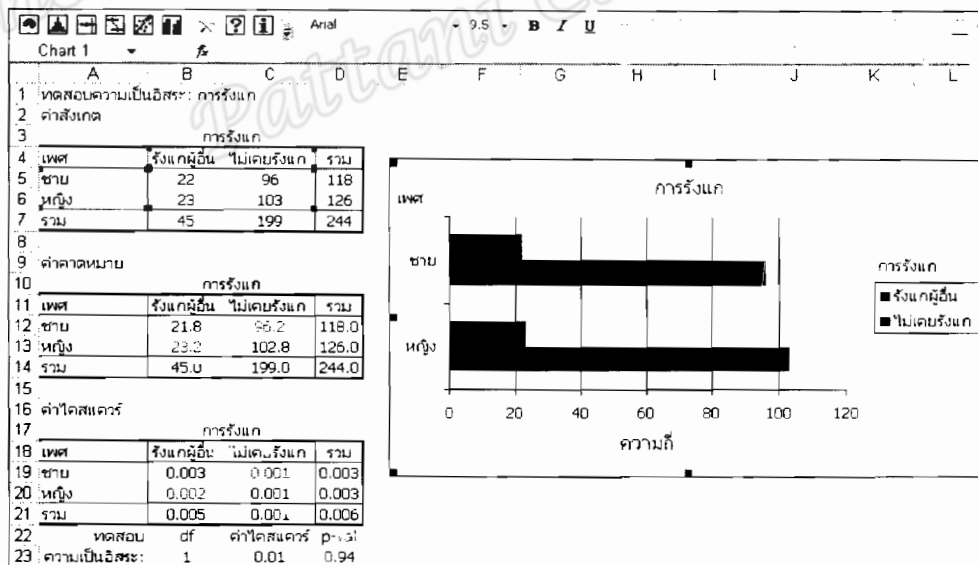 Arial 9.5 B I U
Chart 1 fx
A B C D E F G H I J K L
1 ทดสอบความเป็นอิสระ: การรังแก
2 ค่าสังเกต
3 การรังแก
4 เพศ รังแกผู้อื่น ไม่เคยรังแก รวม
5 ชาย 22 96 118
6 หญิง 23 103 126
7 รวม 45 199 244
8
9 ค่าคาดหมาย
10 การรังแก
11 เพศ รังแกผู้อื่น ไม่เคยรังแก รวม
12 ชาย 21.8 96.2 118.0
13 หญิง 23.2 102.8 126.0
14 รวม 45.0 199.0 244.0
15
16 ค่าไคสแควร์
17 การรังแก
18 เพศ รังแกผู้อื่น ไม่เคยรังแก รวม
19 ชาย 0.003 0.001 0.003
20 หญิง 0.002 0.001 0.003
21 รวม 0.005 0.001 0.006
22 ทดสอบ df ค่าไคสแควร์ p-val
23 ความเป็นอิสระ: 1 0.01 0.94
การรังแก
เพศ
ชาย
หญิง
0 20 40 60 80 100 120
ความถี่
การรังแก
รังแกผู้อื่น
ไม่เคยรังแก
Pattani